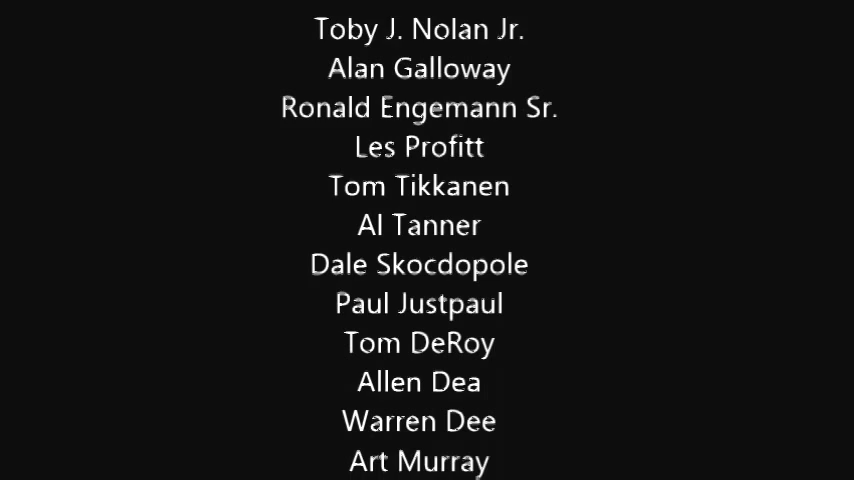 Toby J. Nolan Jr.
Alan Galloway
Ronald Engemann Sr.
Les Profitt
Tom Tikkanen
Al Tanner
Dale Skocdopole
Paul Justpaul
Tom DeRoy
Allen Dea
Warren Dee
Art Murray